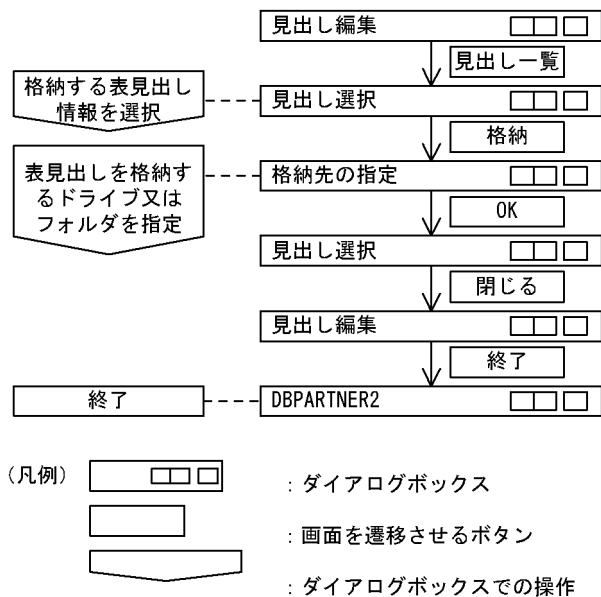 見出し編集
見出し一覧
格納する表見出し
情報を選択
見出し選択
格納
表見出しを格納す
るドライブ又は
フォルダを指定
格納先の指定
OK
見出し選択
閉じる
見出し編集
終了
終了
DBPARTNER2
(凡例)
：ダイアログボックス
：画面を遷移させるボタン
：ダイアログボックスでの操作